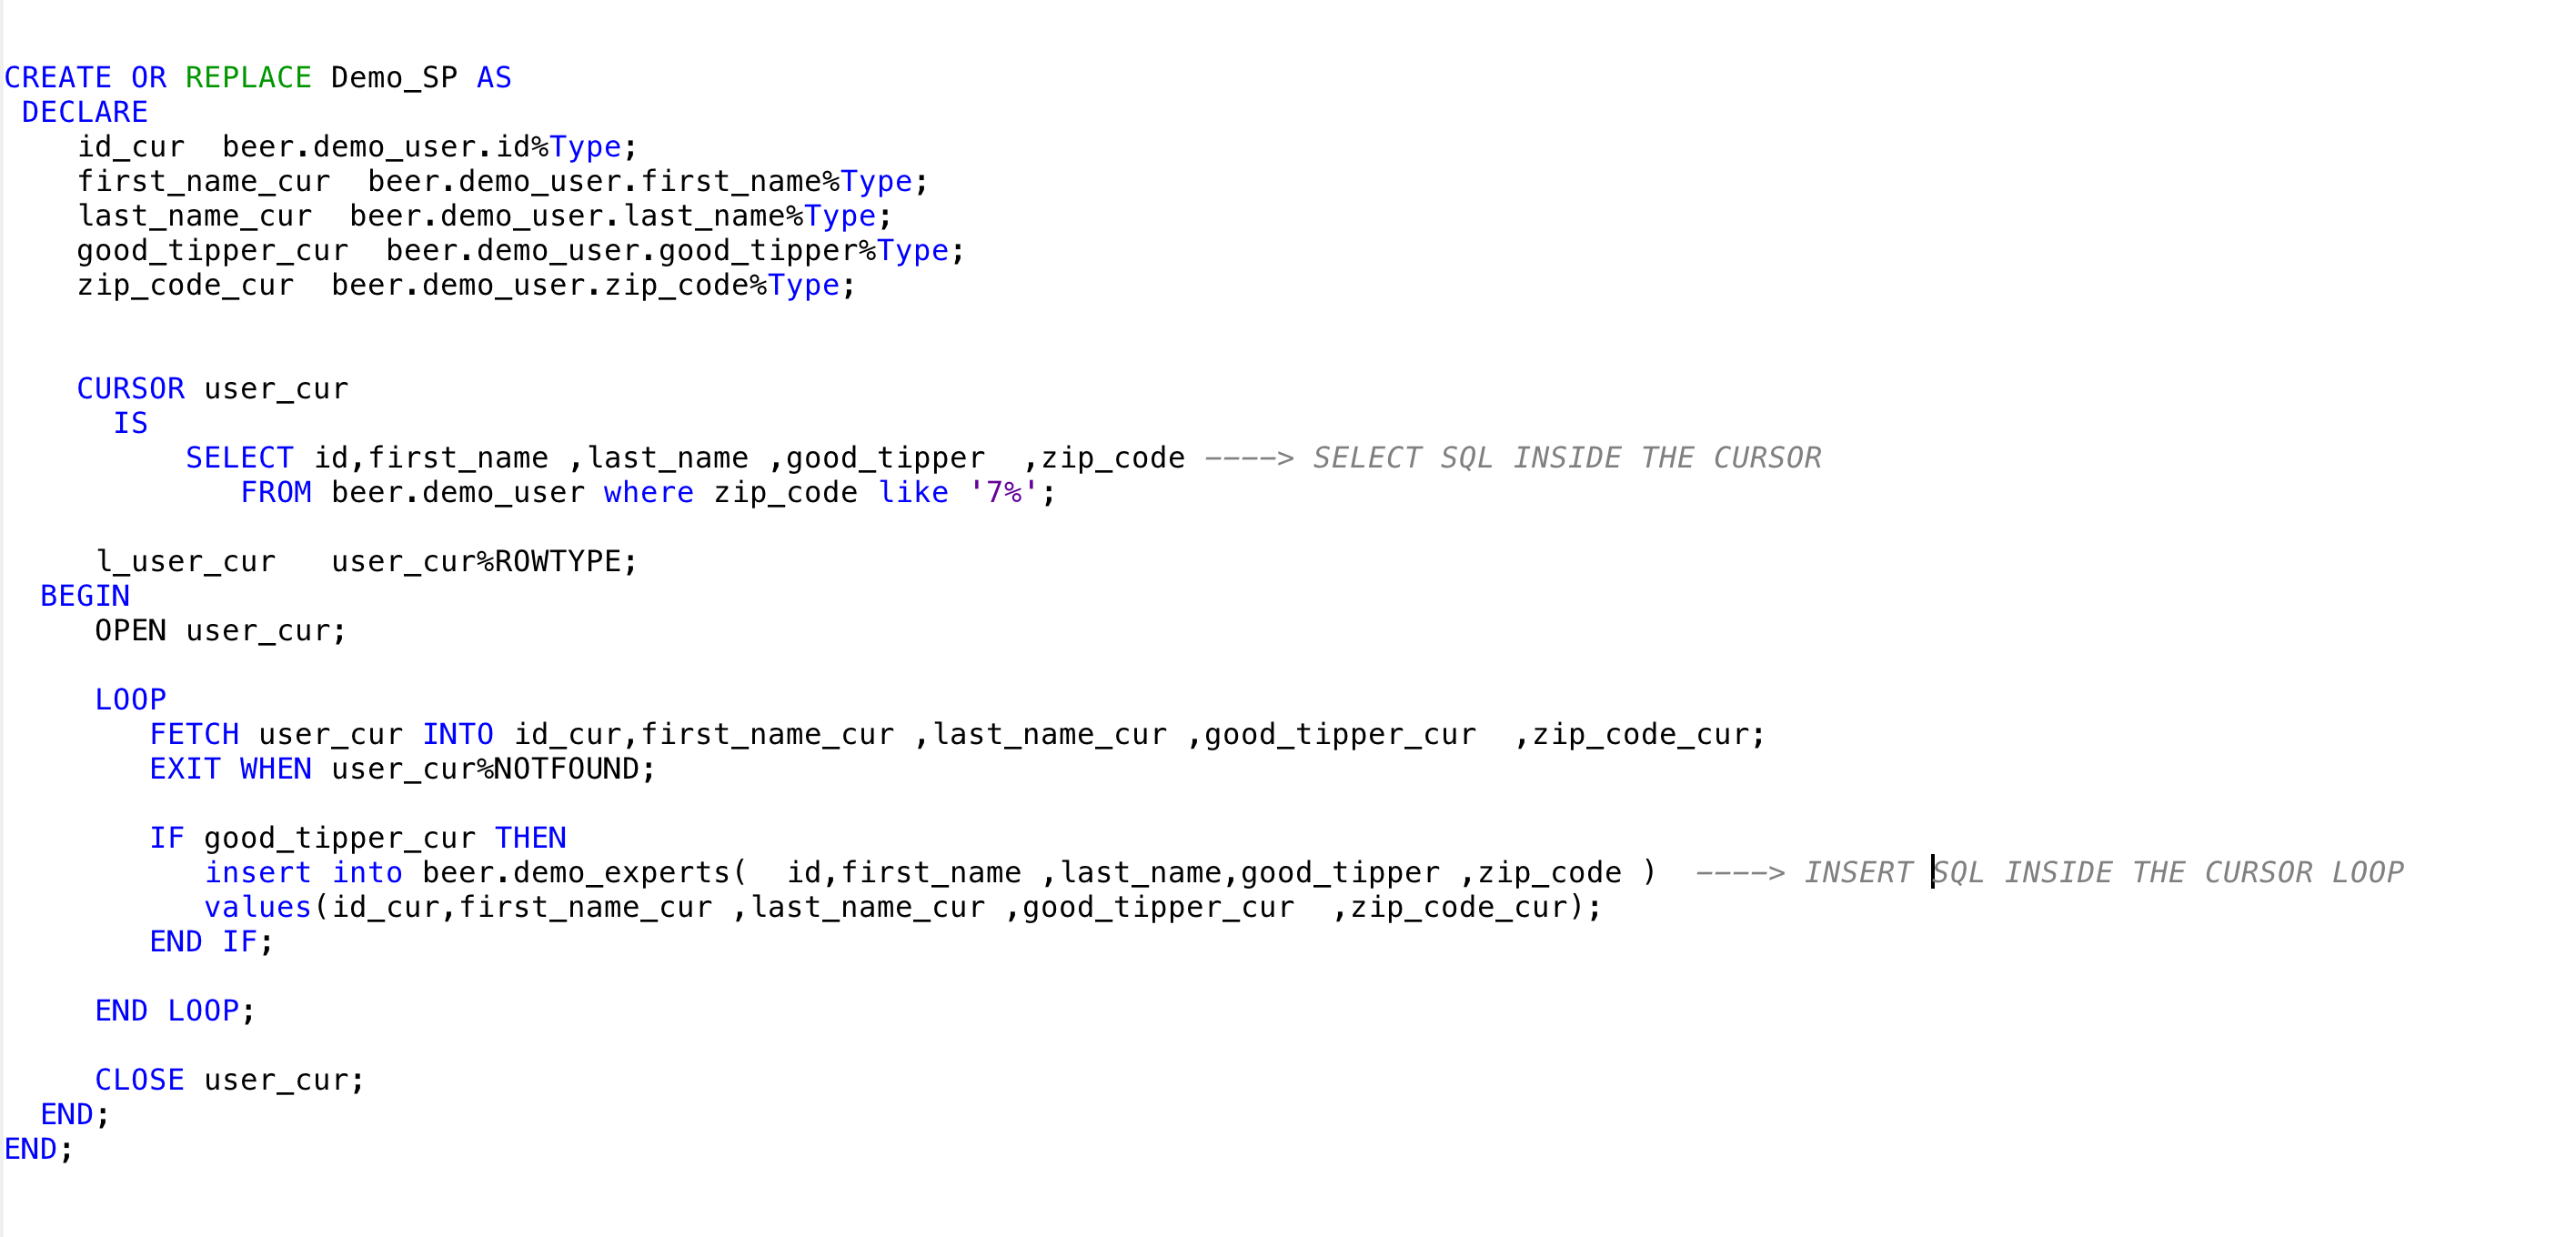 CREATE OR REPLACE Demo_SP AS
DECLARE
id_cur  beer.demo_user.id%Type;
first_name_cur  beer.demo_user.first_name%Type;
last_name_cur  beer.demo_user.last_name%Type;
good_tipper_cur  beer.demo_user.good_tipper%Type;
zip_code_cur  beer.demo_user.zip_code%Type;
CURSOR user_cur
IS
SELECT id,first_name ,last_name ,good_tipper  ,zip_code ----> SELECT SQL INSIDE THE CURSOR
FROM beer.demo_user where zip_code like '7%';
l_user_cur   user_cur%ROWTYPE;
BEGIN
OPEN user_cur;
LOOP
FETCH user_cur INTO id_cur,first_name_cur ,last_name_cur ,good_tipper_cur  ,zip_code_cur;
EXIT WHEN user_cur%NOTFOUND;
IF good_tipper_cur THEN
insert into beer.demo_experts(  id,first_name ,last_name,good_tipper ,zip_code )  ----> INSERT SQL INSIDE THE CURSOR LOOP
values(id_cur,first_name_cur ,last_name_cur ,good_tipper_cur  ,zip_code_cur);
END IF;
END LOOP;
CLOSE user_cur;
END;
END;